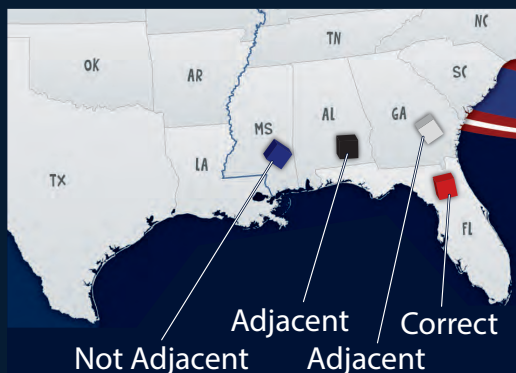 NC
TN
OK
AR
SC
MS
AL
GA
LA
TX
FL
Adjacent
Correct
Not Adjacent
Adjacent